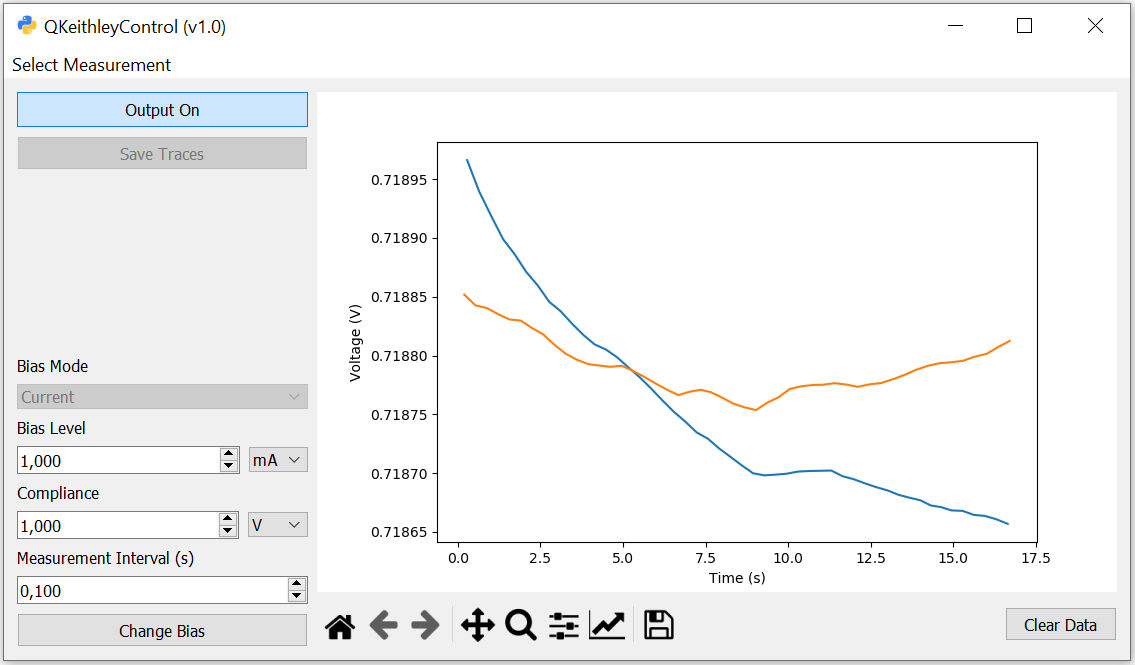 QKeithleyControl (v1.0)
Select Measurement
Output On
Save Traces
Bias Mode
Current
Bias Level
1,000 mA
Compliance
1,000 V
Measurement Interval (s)
0,100
Change Bias
Voltage (V)
0.71895
0.71890
0.71885
0.71880
0.71875
0.71870
0.71865
0.0 2.5 5.0 7.5 10.0 12.5 15.0 17.5
Time (s)
Clear Data